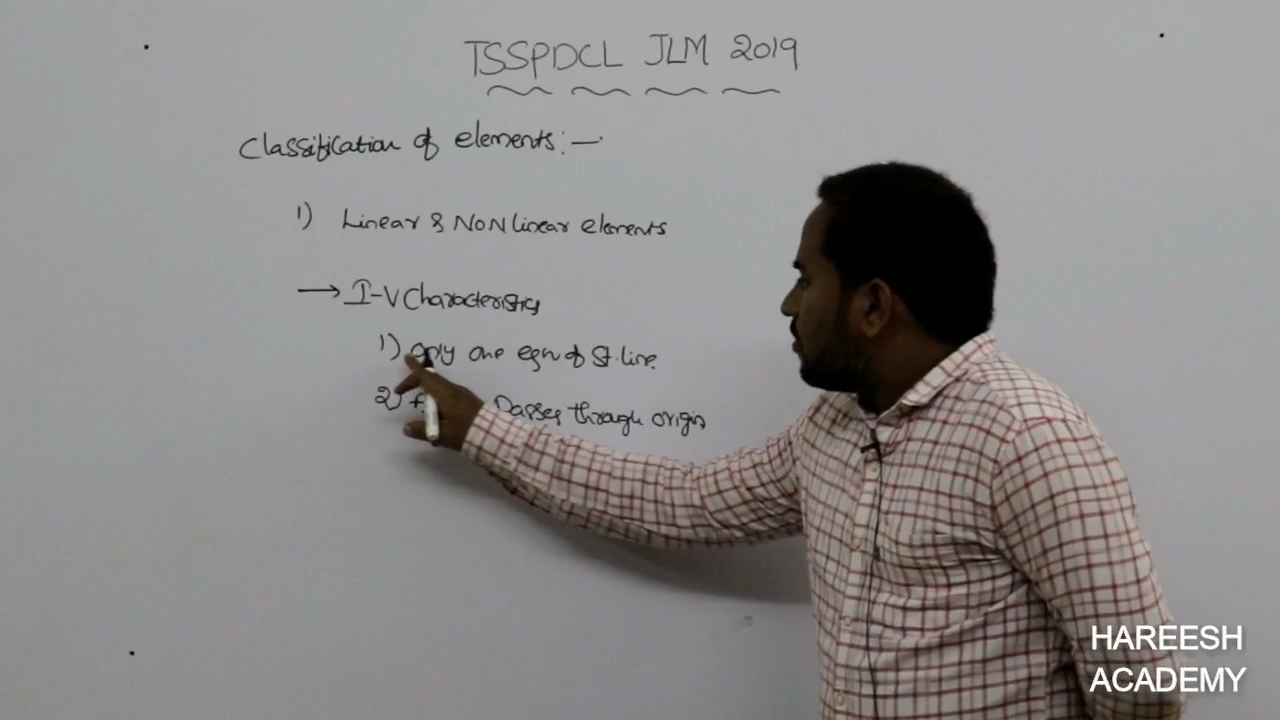 TSSPDCL JLM 2019
Classification of elements:—
1) Linear & NON linear elements
→ I-V Characteristics
1) only one eqn of St. line.
2) passes through origin
HAREESH
ACADEMY